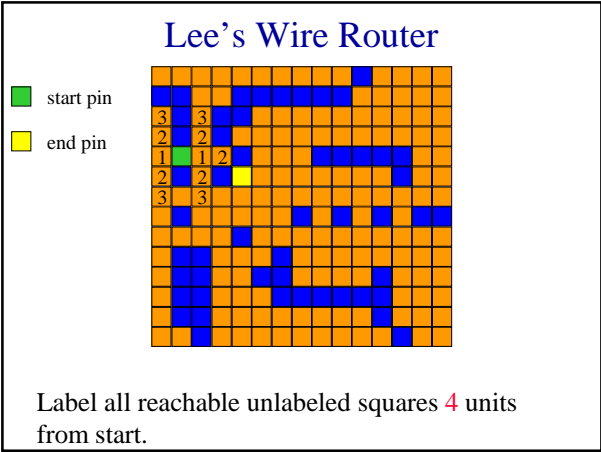 Lee's Wire Router
start pin
end pin
3 3
2 2
1 1 2
2 2
3 3
Label all reachable unlabeled squares 4 units
from start.